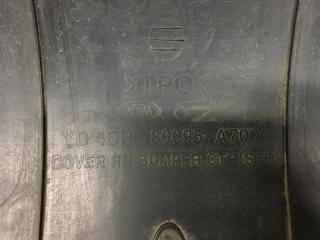 >TPO<
KIA
YD 4DR 86695-A7000
COVER RR BUMPER CTR(STD)